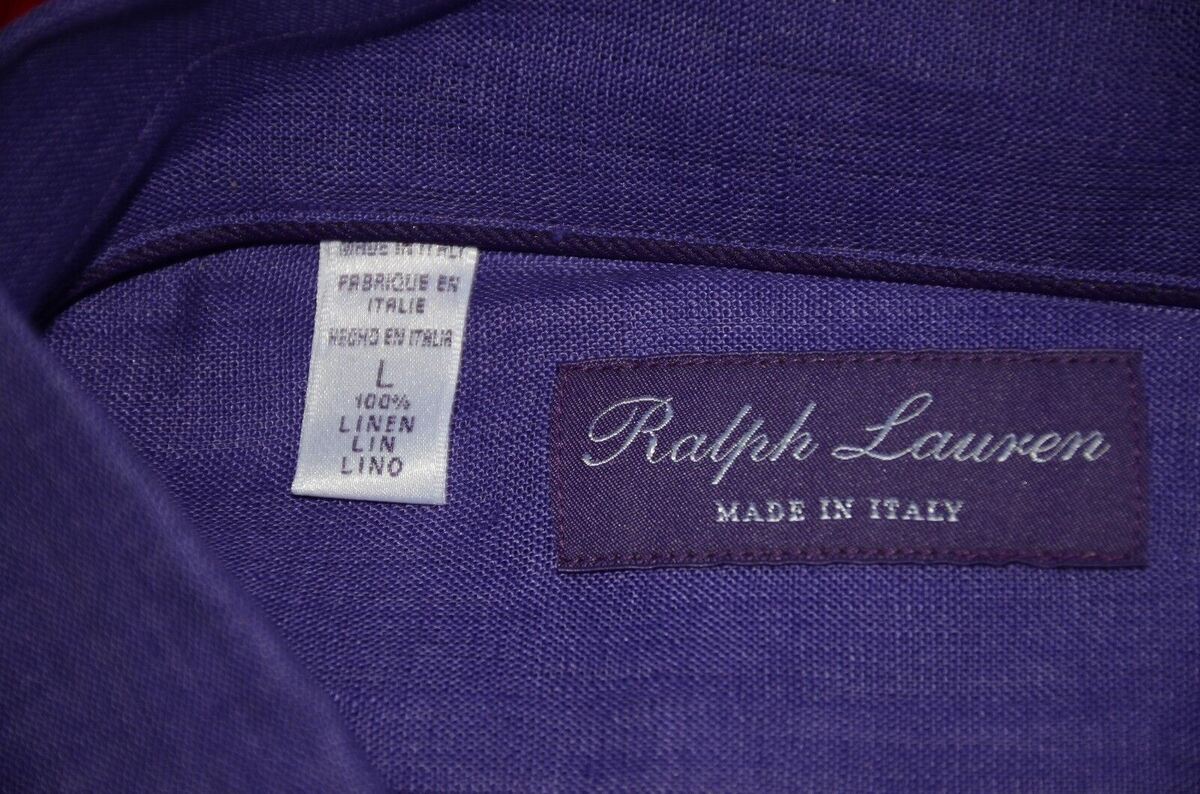 MADE IN ITALY
FABRIQUE EN
ITALIE
HECHO EN ITALIA
L
100%
LINEN
LIN
LINO
Ralph Lauren
MADE IN ITALY